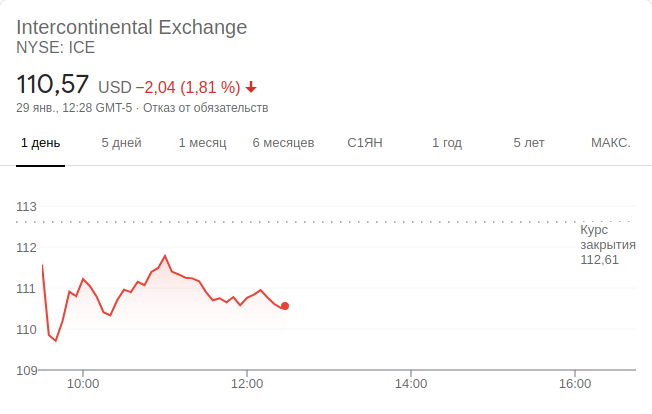 Intercontinental Exchange
NYSE: ICE
110,57 USD −2,04 (1,81 %)
29 янв., 12:28 GMT-5 · Отказ от обязательств
1 день 5 дней 1 месяц 6 месяцев С1ЯН 1 год 5 лет МАКС.
113
Курс
закрытия
112,61
112
111
110
109
10:00 12:00 14:00 16:00